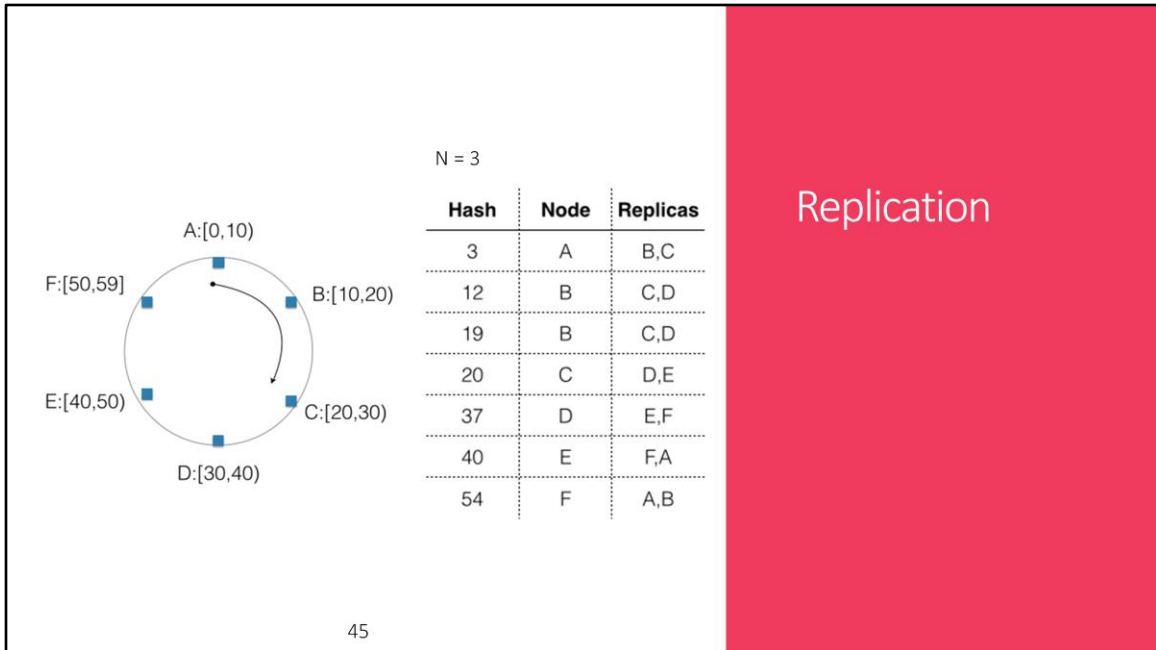 A:[0,10)
F:[50,59]
B:[10,20)
E:[40,50)
C:[20,30)
D:[30,40)
N = 3
Hash Node Replicas
3 A B,C
12 B C,D
19 B C,D
20 C D,E
37 D E,F
40 E F,A
54 F A,B
Replication
45